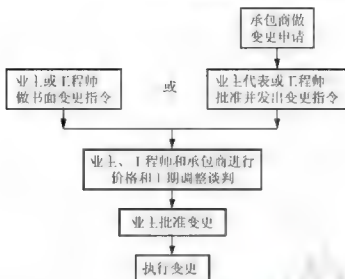 承包商做
变更申请
业主或工程师
做书面变更指令
或
业主代表或工程师
批准并发出变更指令
业主、工程师和承包商进行
价格和工期调整谈判
业主批准变更
执行变更